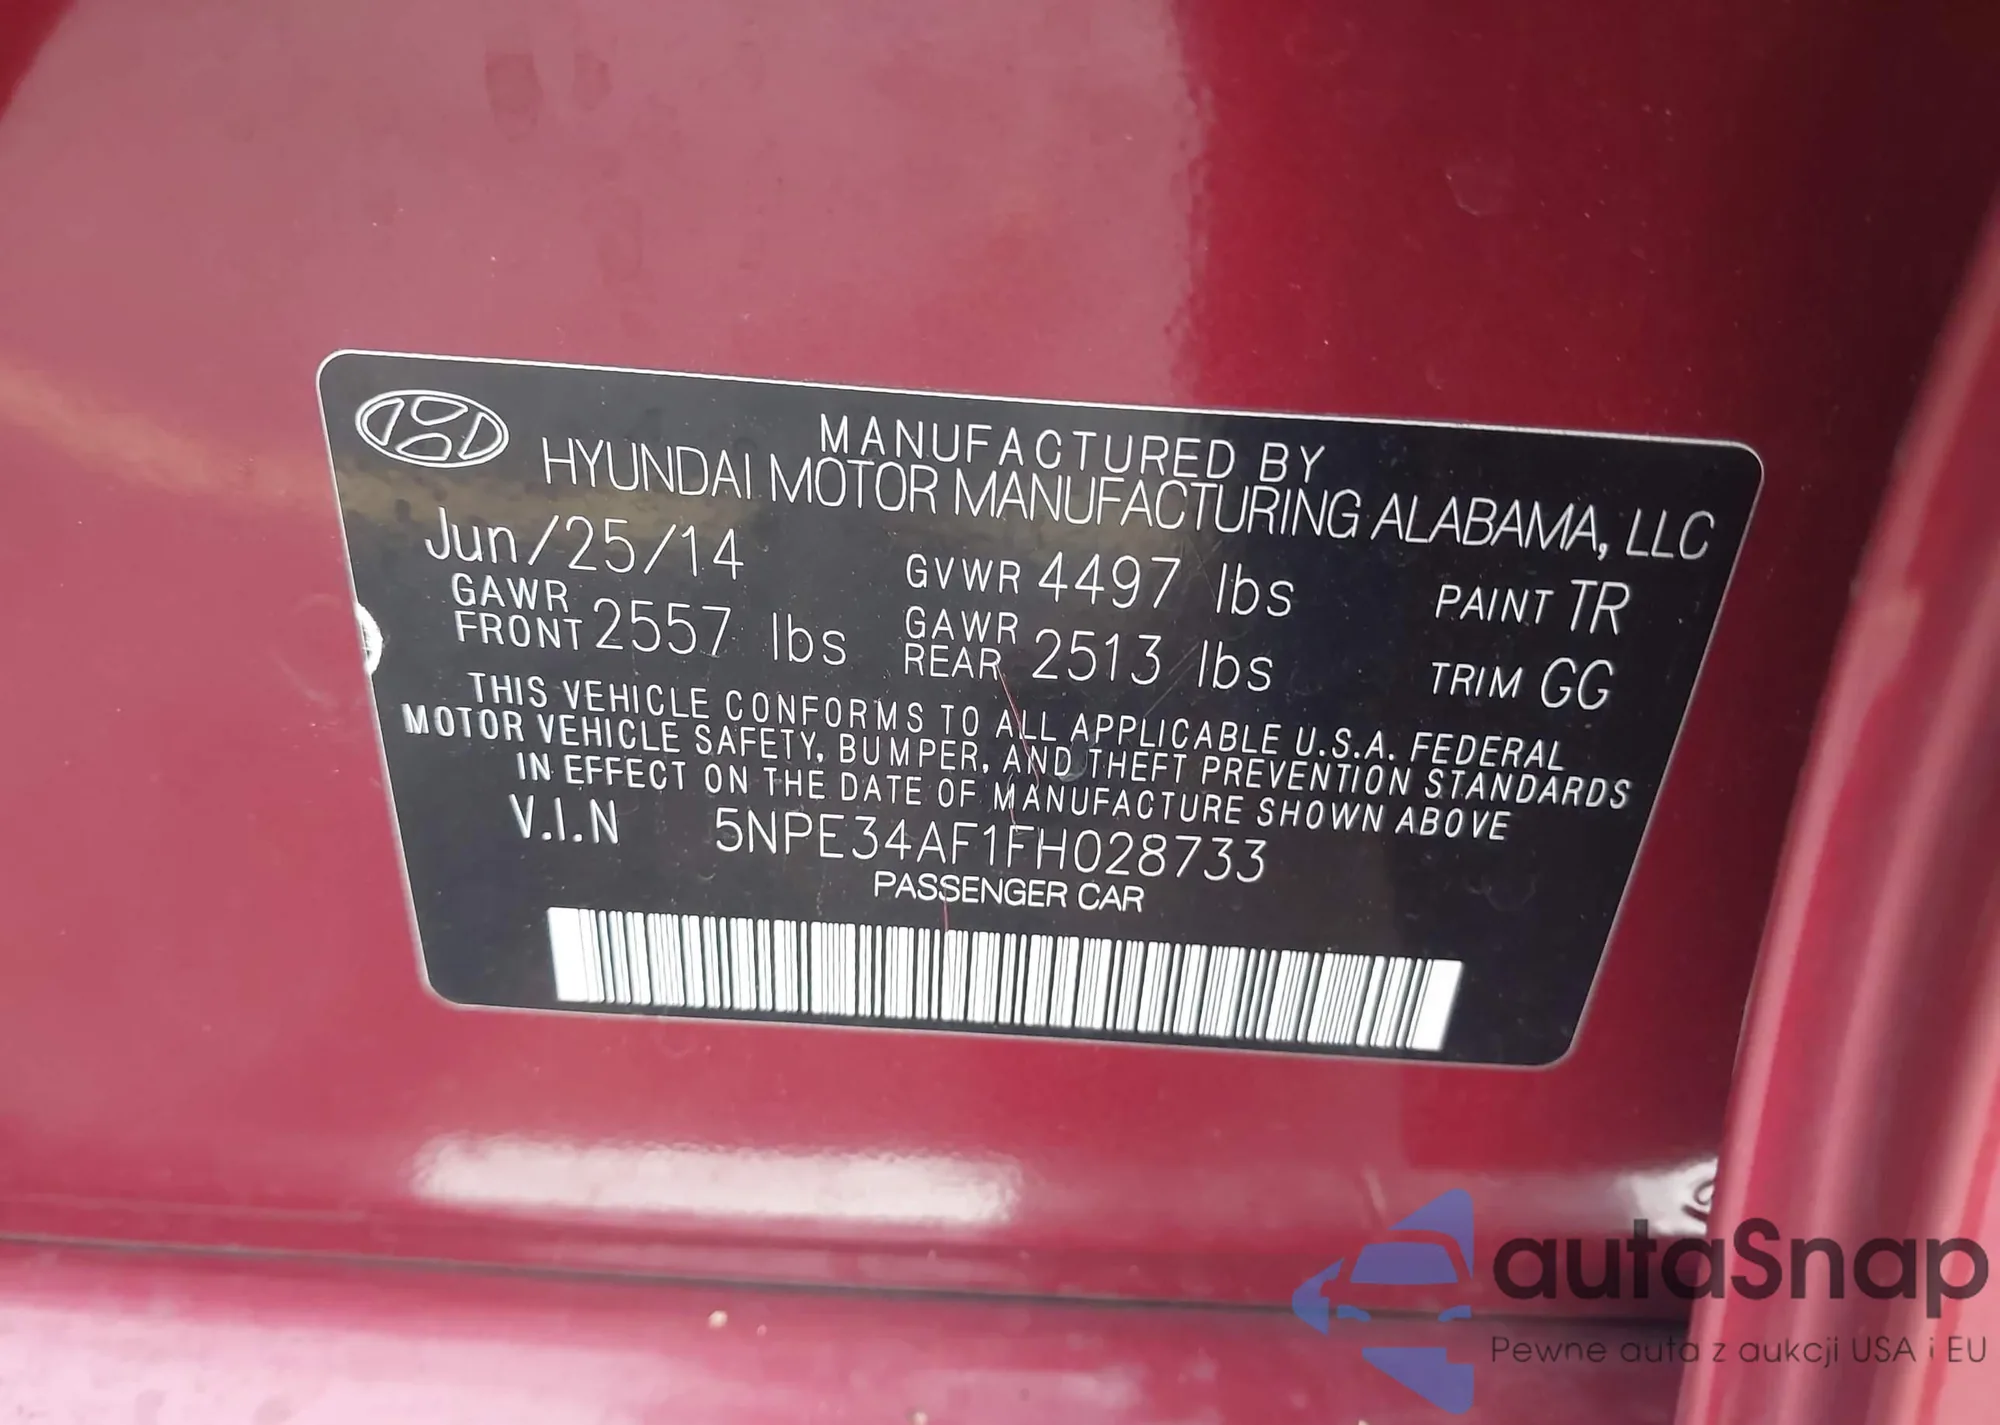 MANUFACTURED BY
HYUNDAI MOTOR MANUFACTURING ALABAMA, LLC
Jun/25/14 GVWR 4497 lbs PAINT TR
GAWR FRONT 2557 lbs GAWR REAR 2513 lbs TRIM GG
THIS VEHICLE CONFORMS TO ALL APPLICABLE U.S.A. FEDERAL
MOTOR VEHICLE SAFETY, BUMPER, AND THEFT PREVENTION STANDARDS
IN EFFECT ON THE DATE OF MANUFACTURE SHOWN ABOVE
V.I.N 5NPE34AF1FH028733
PASSENGER CAR
autaSnap
Pewne auta z aukcji USA i EU